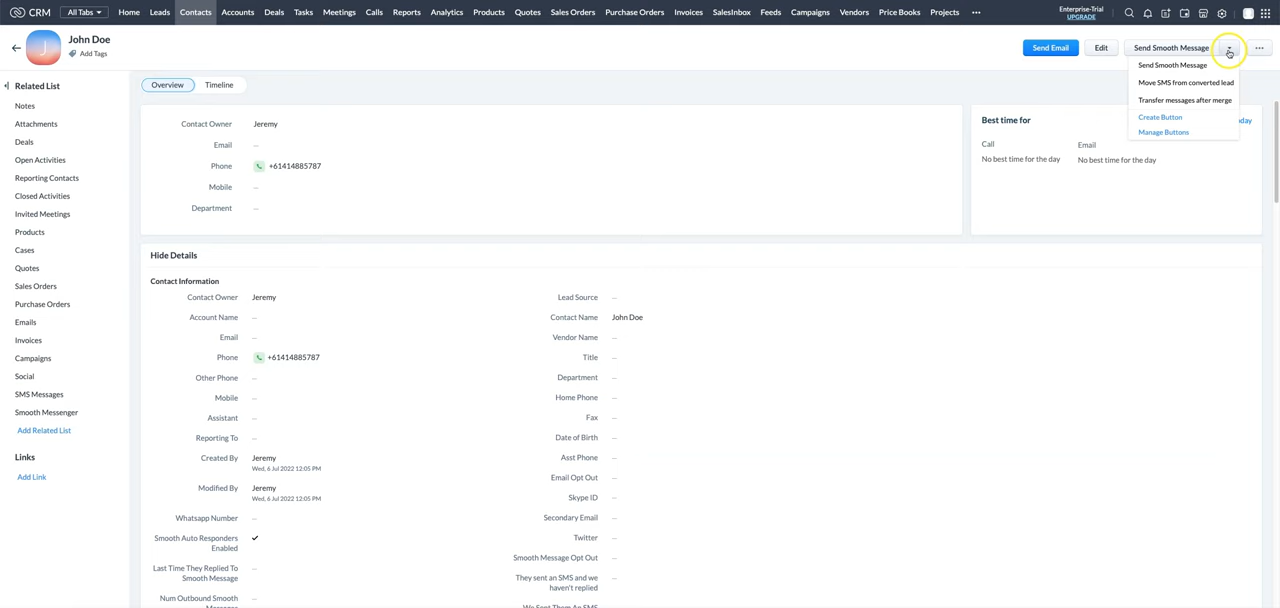 CRM All Tabs Home Leads Contacts Accounts Deals Tasks Meetings Calls Reports Analytics Products Quotes Sales Orders Purchase Orders Invoices SalesInbox Feeds Campaigns Vendors Price Books Projects ••• Enterprise-Trial
UPGRADE
J
John Doe
Add Tags
Send Email Edit Send Smooth Message
Send Smooth Message
Move SMS from converted lead
Transfer messages after merge
Create Button
Manage Buttons
Related List
Notes
Attachments
Deals
Open Activities
Reporting Contacts
Closed Activities
Invited Meetings
Products
Cases
Quotes
Sales Orders
Purchase Orders
Emails
Invoices
Campaigns
Social
SMS Messages
Smooth Messenger
Add Related List
Links
Add Link
Overview Timeline
Contact Owner Jeremy
Email —
Phone +61414885787
Mobile —
Department —
Best time for
Call Email
No best time for the day No best time for the day
Hide Details
Contact Information
Contact Owner Jeremy Lead Source —
Account Name — Contact Name John Doe
Email — Vendor Name —
Phone +61414885787 Title —
Other Phone — Department —
Mobile — Home Phone —
Assistant — Fax —
Reporting To — Date of Birth —
Created By Jeremy Asst Phone —
Wed, 6 Jul 2022 12:05 PM
Email Opt Out —
Modified By Jeremy
Wed, 6 Jul 2022 12:05 PM
Skype ID —
Whatsapp Number — Secondary Email —
Smooth Auto Responders Enabled Twitter —
Last Time They Replied To Smooth Message — Smooth Message Opt Out —
They sent an SMS and we haven't replied —
Num Outbound Smooth
We Sent Them An SMS